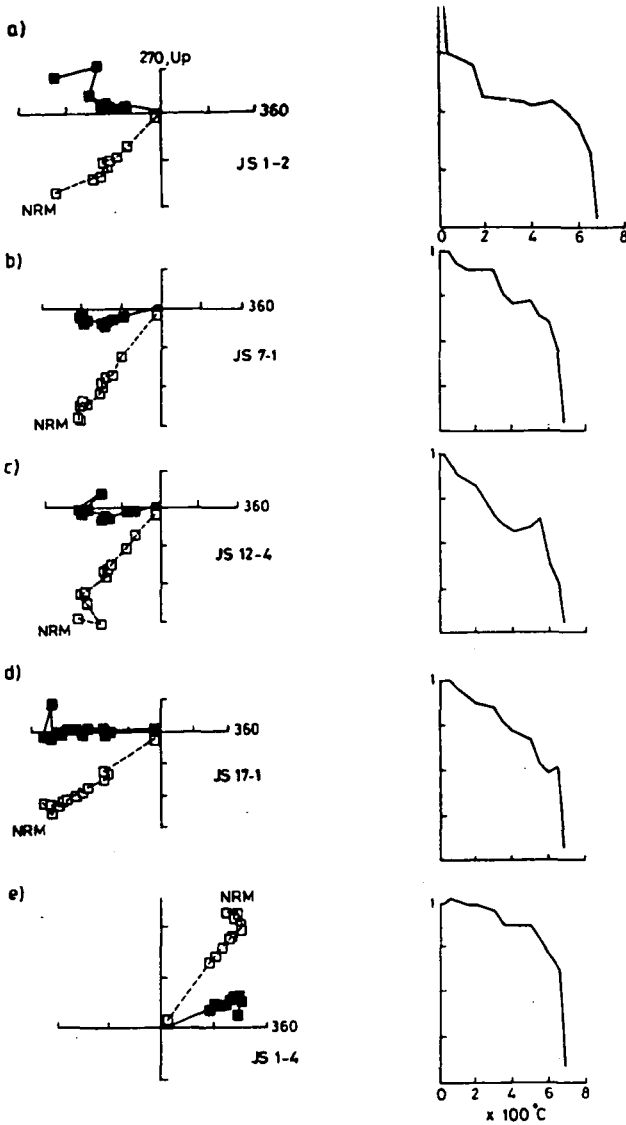 a)
270,Up
360
JS 1-2
NRM
0 2 4 6 8
b)
360
JS 7-1
NRM
1
c)
360
JS 12-4
NRM
1
d)
360
JS 17-1
NRM
1
e)
NRM
360
JS 1-4
1
0 2 4 6 8
x 100°C